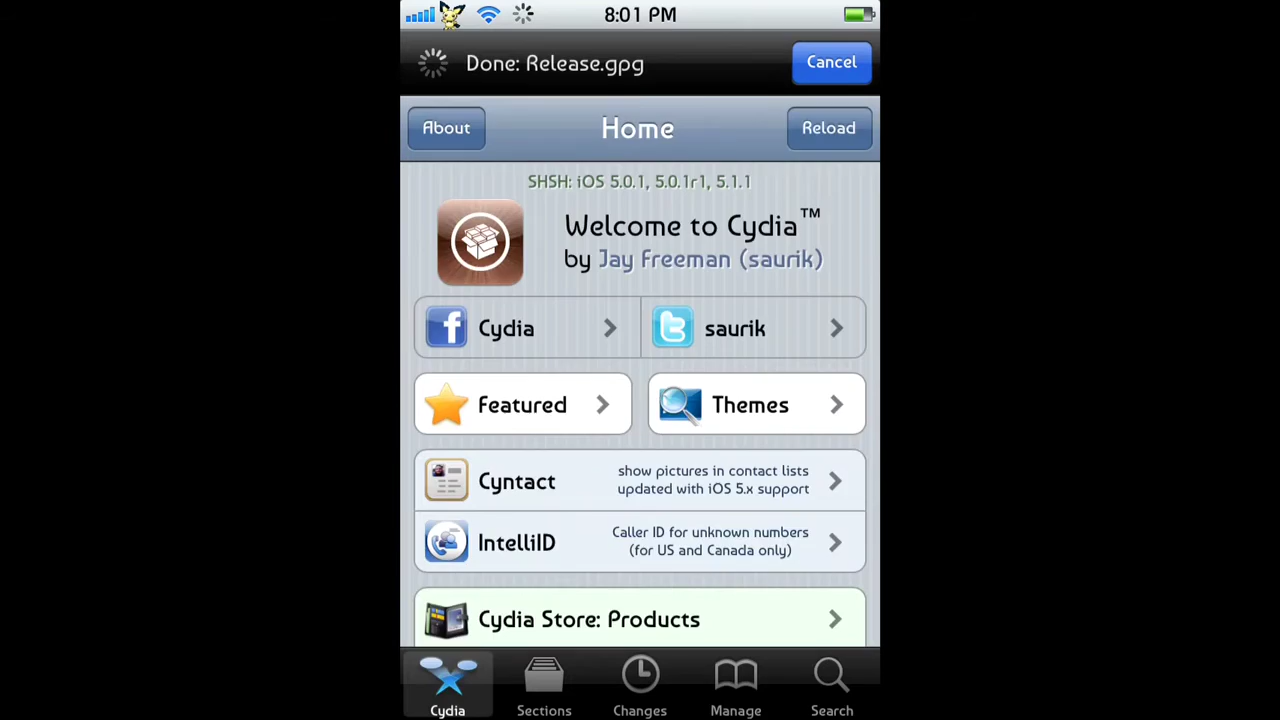 8:01 PM
Done: Release.gpg
Cancel
About
Home
Reload
SHSH: iOS 5.0.1, 5.0.1r1, 5.1.1
Welcome to Cydia™
by Jay Freeman (saurik)
Cydia
saurik
Featured
Themes
Cyntact
show pictures in contact lists
updated with iOS 5.x support
IntelliID
Caller ID for unknown numbers
(for US and Canada only)
Cydia Store: Products
Cydia
Sections
Changes
Manage
Search